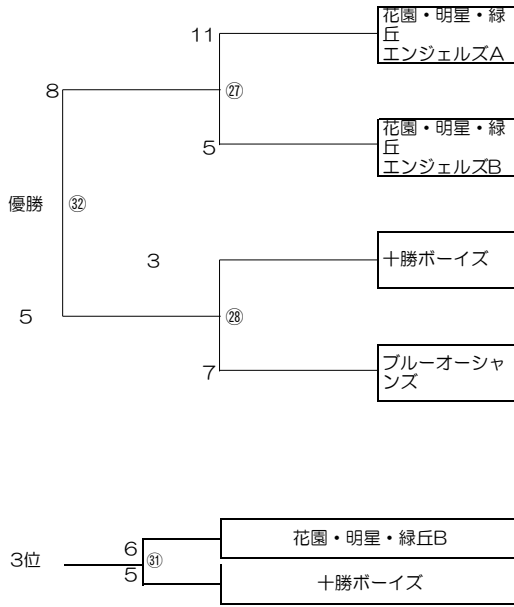 花園・明星・緑
丘
エンジェルズA
11
8
㉗
5
花園・明星・緑
丘
エンジェルズB
優勝
㉜
3
十勝ボーイズ
5
㉘
7
ブルーオーシャ
ンズ
花園・明星・緑丘B
6
3位
㉛
5
十勝ボーイズ